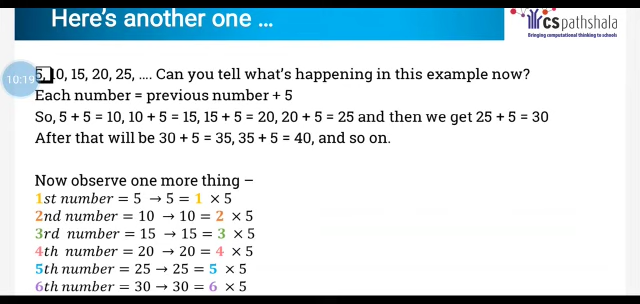 Here's another one ...
CSpathshala
Bringing computational thinking to schools
10:19
5, 10, 15, 20, 25, .... Can you tell what's happening in this example now?
Each number = previous number + 5
So, 5 + 5 = 10, 10 + 5 = 15, 15 + 5 = 20, 20 + 5 = 25 and then we get 25 + 5 = 30
After that will be 30 + 5 = 35, 35 + 5 = 40, and so on.
Now observe one more thing –
1st number = 5 → 5 = 1 × 5
2nd number = 10 → 10 = 2 × 5
3rd number = 15 → 15 = 3 × 5
4th number = 20 → 20 = 4 × 5
5th number = 25 → 25 = 5 × 5
6th number = 30 → 30 = 6 × 5